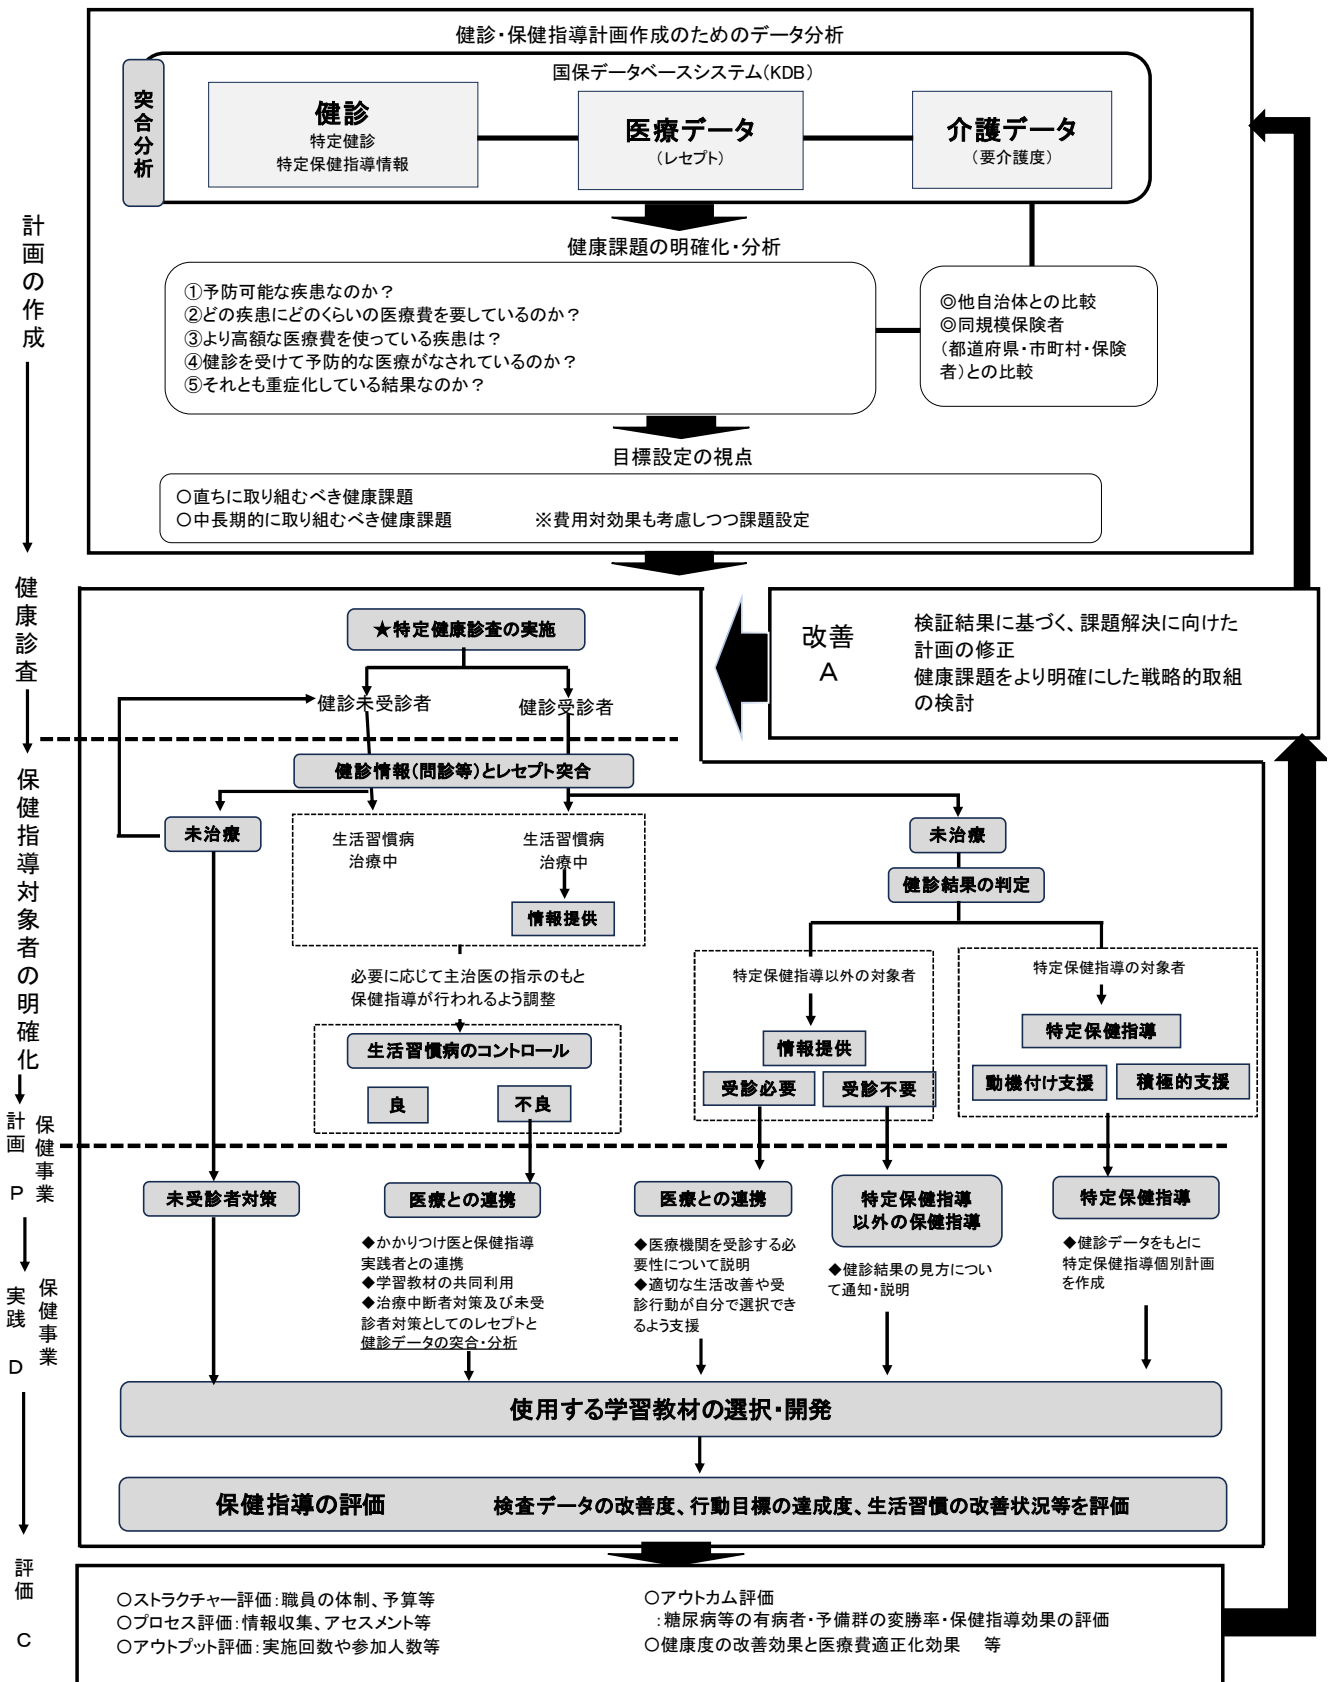 健診・保健指導計画作成のためのデータ分析
国保データベースシステム(KDB)
突合分析
健診
特定健診
特定保健指導情報
医療データ
(レセプト)
介護データ
(要介護度)
計画の作成
健康課題の明確化・分析
①予防可能な疾患なのか?
②どの疾患にどのくらいの医療費を要しているのか?
③より高額な医療費を使っている疾患は?
④健診を受けて予防的な医療がなされているのか?
⑤それとも重症化している結果なのか?
◎他自治体との比較
◎同規模保険者
(都道府県・市町村・保険
者)との比較
目標設定の視点
○直ちに取り組むべき健康課題
○中長期的に取り組むべき健康課題 ※費用対効果も考慮しつつ課題設定
健康診査
★特定健康診査の実施
健診未受診者
健診受診者
改善
A
検証結果に基づく、課題解決に向けた
計画の修正
健康課題をより明確にした戦略的取組
の検討
保健指導対象者の明確化
健診情報(問診等)とレセプト突合
未治療
生活習慣病
治療中
生活習慣病
治療中
情報提供
未治療
健診結果の判定
必要に応じて主治医の指示のもと
保健指導が行われるよう調整
特定保健指導以外の対象者
特定保健指導の対象者
生活習慣病のコントロール
良
不良
情報提供
受診必要
受診不要
特定保健指導
動機付け支援
積極的支援
保健事業
計画 P
未受診者対策
医療との連携
医療との連携
特定保健指導
以外の保健指導
特定保健指導
◆かかりつけ医と保健指導
実践者との連携
◆学習教材の共同利用
◆治療中断者対策及び未受
診者対策としてのレセプトと
健診データの突合・分析
◆医療機関を受診する必
要性について説明
◆適切な生活改善や受
診行動が自分で選択でき
るよう支援
◆健診結果の見方につい
て通知・説明
◆健診データをもとに
特定保健指導個別計画
を作成
保健事業
実践 D
使用する学習教材の選択・開発
保健指導の評価 検査データの改善度、行動目標の達成度、生活習慣の改善状況等を評価
評価 C
○ストラクチャー評価:職員の体制、予算等
○プロセス評価:情報収集、アセスメント等
○アウトプット評価:実施回数や参加人数等
○アウトカム評価
:糖尿病等の有病者・予備群の変勝率・保健指導効果の評価
○健康度の改善効果と医療費適正化効果 等